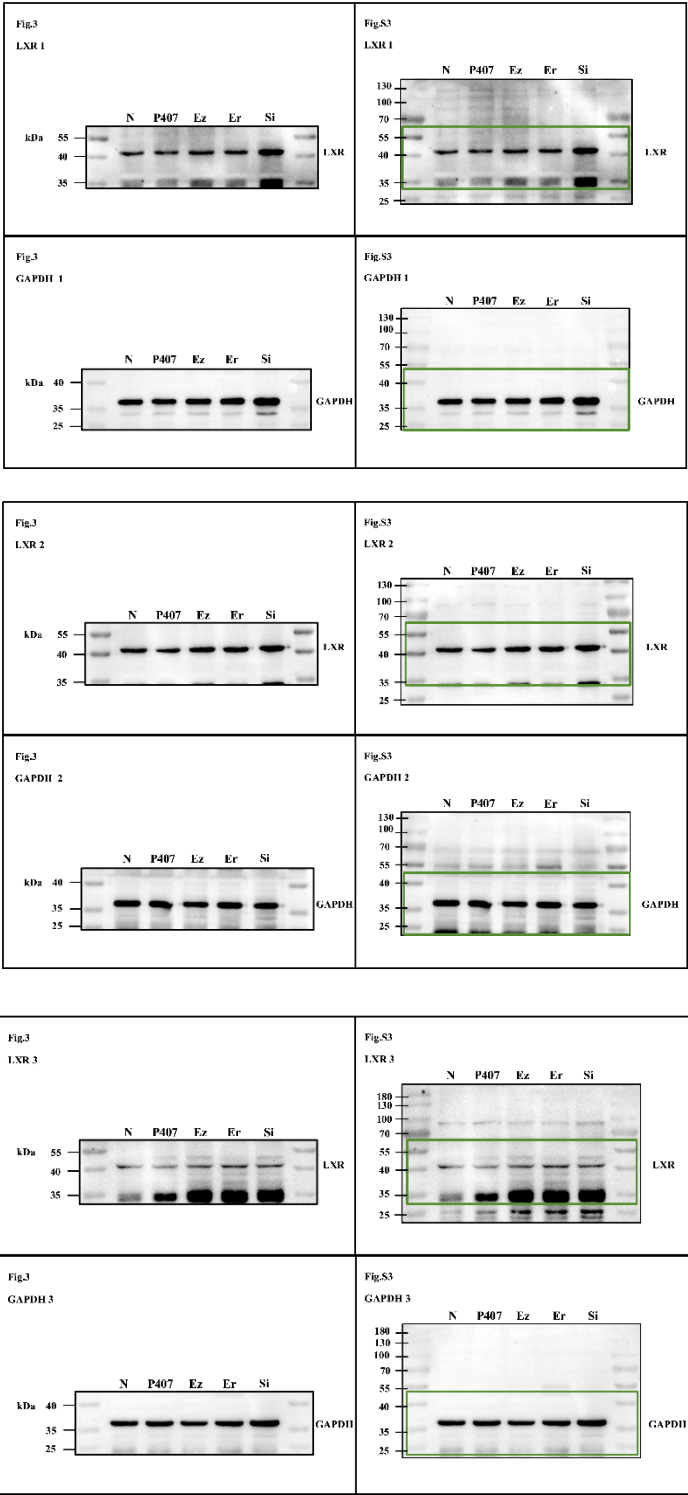 Fig.3
LXR 1
N P407 Ez Er Si
kDa
55
40
35
LXR
Fig.S3
LXR 1
N P407 Ez Er Si
130
100
70
55
40
35
25
LXR
Fig.3
GAPDH 1
N P407 Ez Er Si
kDa
40
35
25
GAPDH
Fig.S3
GAPDH 1
N P407 Ez Er Si
130
100
70
55
40
35
25
GAPDH
Fig.3
LXR 2
N P407 Ez Er Si
kDa
55
40
35
LXR
Fig.S3
LXR 2
N P407 Ez Er Si
130
100
70
55
40
35
25
LXR
Fig.3
GAPDH 2
N P407 Ez Er Si
kDa
40
35
25
GAPDH
Fig.S3
GAPDH 2
N P407 Ez Er Si
130
100
70
55
40
35
25
GAPDH
Fig.3
LXR 3
N P407 Ez Er Si
kDa
55
40
35
LXR
Fig.S3
LXR 3
N P407 Ez Er Si
180
130
100
70
55
40
35
25
LXR
Fig.3
GAPDH 3
N P407 Ez Er Si
kDa
40
35
25
GAPDH
Fig.S3
GAPDH 3
N P407 Ez Er Si
180
130
100
70
55
40
35
25
GAPDH